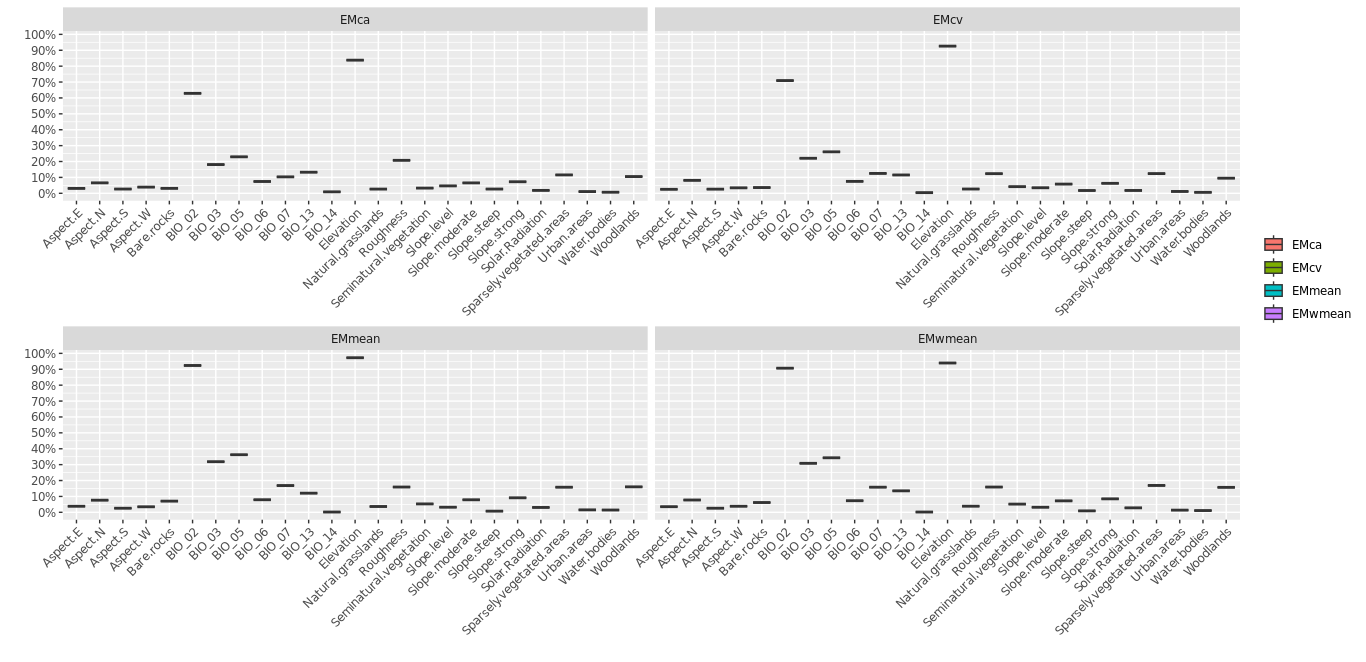 EMca
EMcv
100%
90%
80%
70%
60%
50%
40%
30%
20%
10%
0%
Aspect.E
Aspect.N
Aspect.S
Aspect.W
Bare.rocks
BIO_02
BIO_03
BIO_05
BIO_06
BIO_07
BIO_13
BIO_14
Elevation
Natural.grasslands
Roughness
Seminatural.vegetation
Slope.level
Slope.moderate
Slope.steep
Slope.strong
Solar.Radiation
Sparsely.vegetated.areas
Urban.areas
Water.bodies
Woodlands
Aspect.E
Aspect.N
Aspect.S
Aspect.W
Bare.rocks
BIO_02
BIO_03
BIO_05
BIO_06
BIO_07
BIO_13
BIO_14
Elevation
Natural.grasslands
Roughness
Seminatural.vegetation
Slope.level
Slope.moderate
Slope.steep
Slope.strong
Solar.Radiation
Sparsely.vegetated.areas
Urban.areas
Water.bodies
Woodlands
EMca
EMcv
EMmean
EMwmean
EMmean
EMwmean
100%
90%
80%
70%
60%
50%
40%
30%
20%
10%
0%
Aspect.E
Aspect.N
Aspect.S
Aspect.W
Bare.rocks
BIO_02
BIO_03
BIO_05
BIO_06
BIO_07
BIO_13
BIO_14
Elevation
Natural.grasslands
Roughness
Seminatural.vegetation
Slope.level
Slope.moderate
Slope.steep
Slope.strong
Solar.Radiation
Sparsely.vegetated.areas
Urban.areas
Water.bodies
Woodlands
Aspect.E
Aspect.N
Aspect.S
Aspect.W
Bare.rocks
BIO_02
BIO_03
BIO_05
BIO_06
BIO_07
BIO_13
BIO_14
Elevation
Natural.grasslands
Roughness
Seminatural.vegetation
Slope.level
Slope.moderate
Slope.steep
Slope.strong
Solar.Radiation
Sparsely.vegetated.areas
Urban.areas
Water.bodies
Woodlands